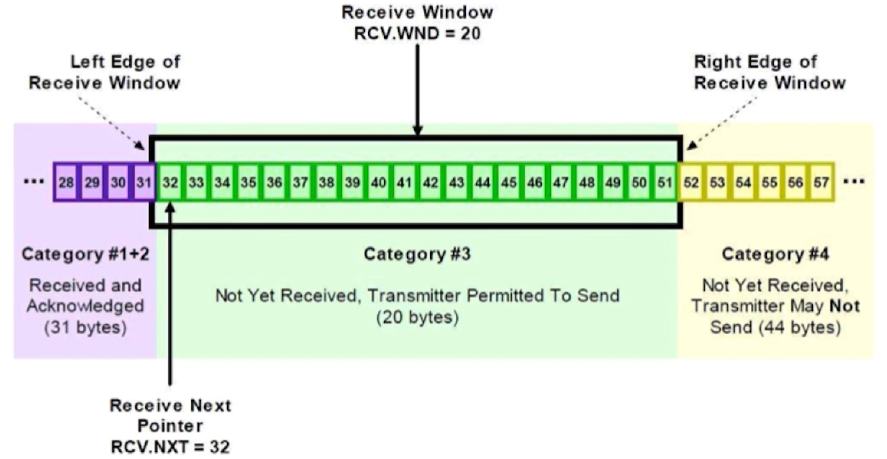 Receive Window
RCV.WND = 20
Left Edge of
Receive Window
Right Edge of
Receive Window
... 28 29 30 31 32 33 34 35 36 37 38 39 40 41 42 43 44 45 46 47 48 49 50 51 52 53 54 55 56 57 ...
Category #1+2
Received and
Acknowledged
(31 bytes)
Category #3
Not Yet Received, Transmitter Permitted To Send
(20 bytes)
Category #4
Not Yet Received,
Transmitter May Not
Send (44 bytes)
Receive Next
Pointer
RCV.NXT = 32